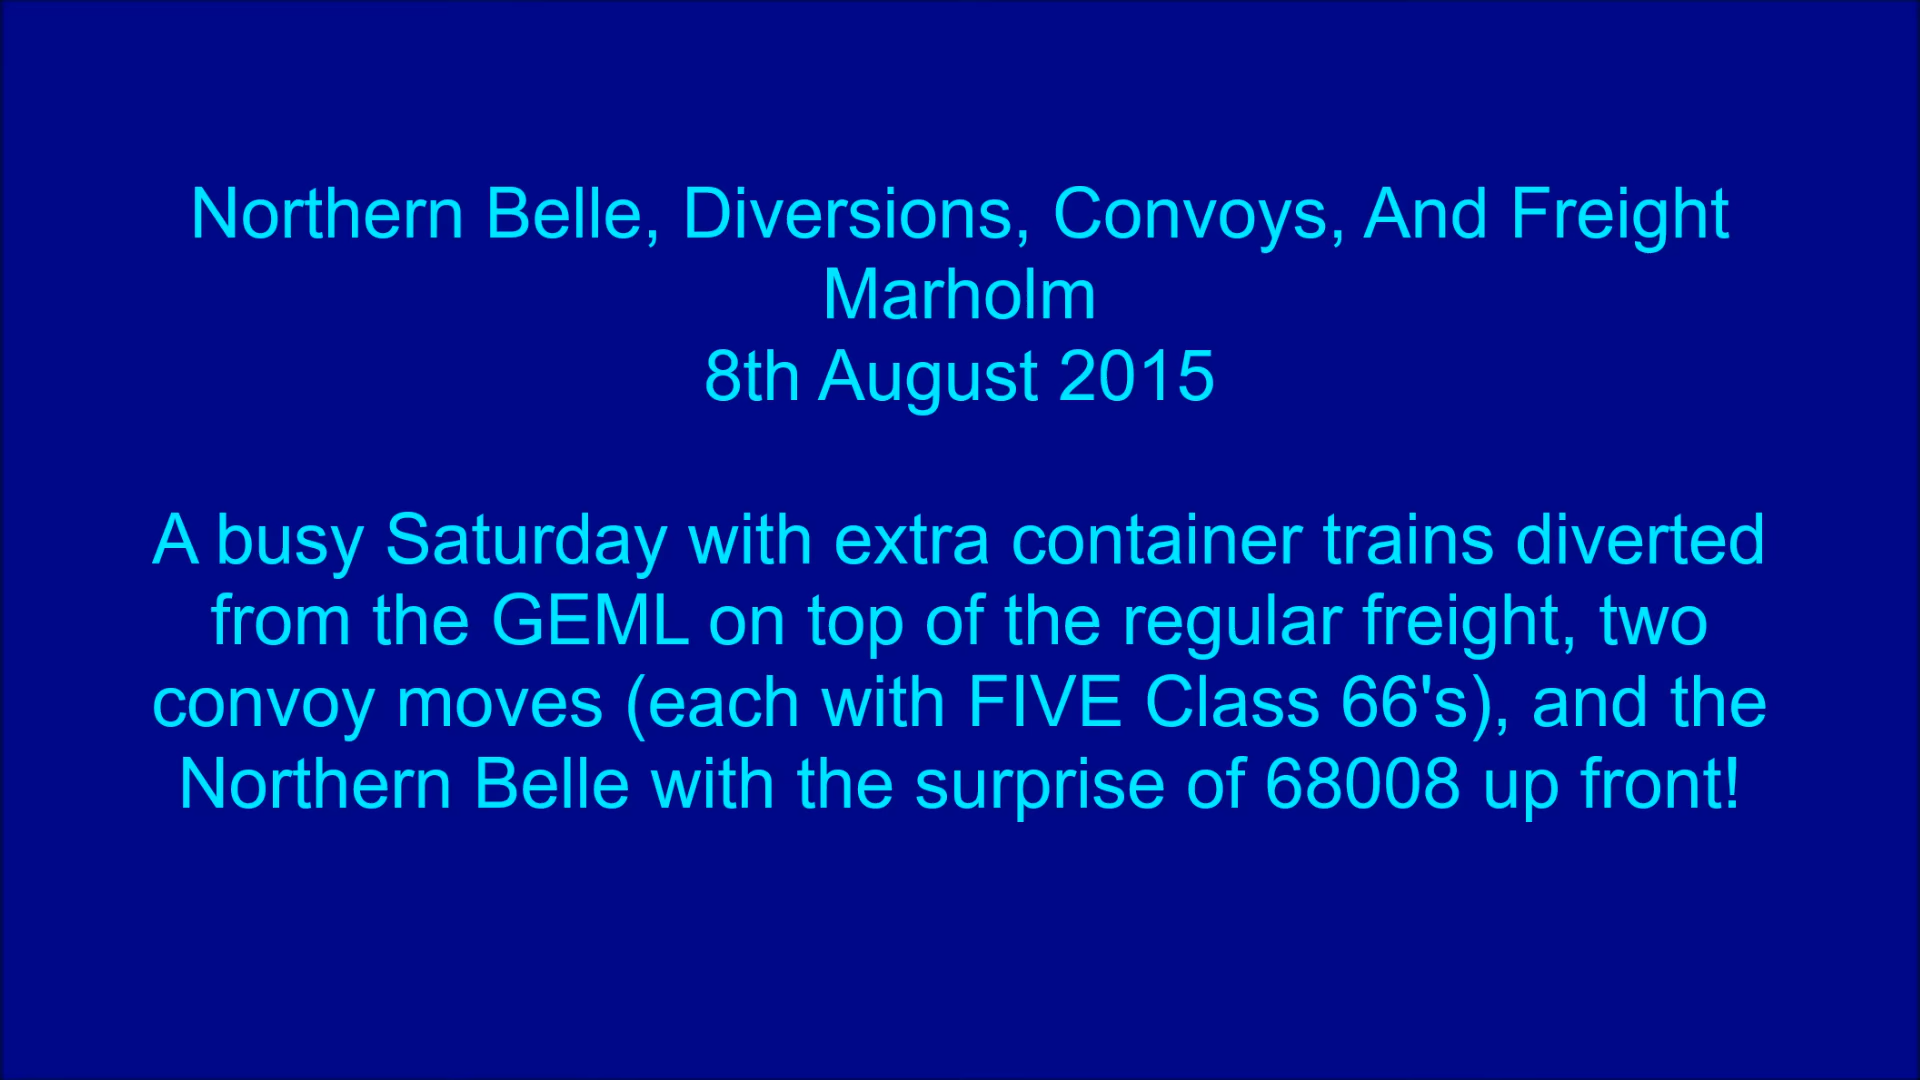 Northern Belle, Diversions, Convoys, And Freight
Marholm
8th August 2015
A busy Saturday with extra container trains diverted
from the GEML on top of the regular freight, two
convoy moves (each with FIVE Class 66's), and the
Northern Belle with the surprise of 68008 up front!